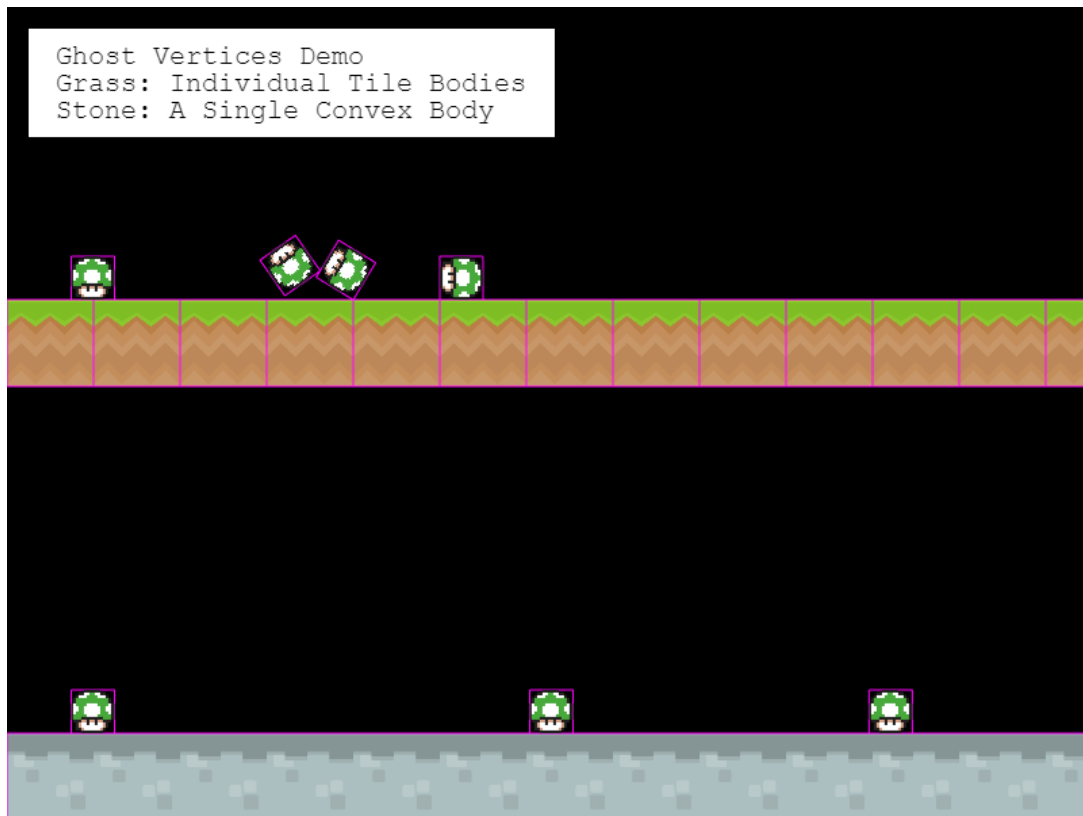 Ghost Vertices Demo
Grass: Individual Tile Bodies
Stone: A Single Convex Body